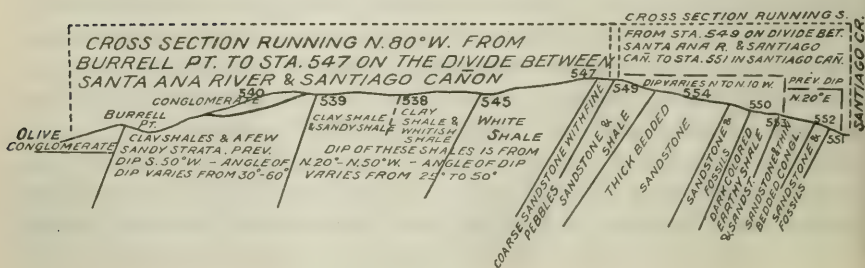 CROSS SECTION RUNNING N.80°W. FROM
BURRELL PT. TO STA.547 ON THE DIVIDE BETWEEN
SANTA ANA RIVER & SANTIAGO CAÑON
CROSS SECTION RUNNING S.
FROM STA.549 ON DIVIDE BET.
SANTA ANA R. & SANTIAGO
CAÑ. TO STA.551 IN SANTIAGO CAÑ.
SANTIAGO CR.
OLIVE
CONGLOMERATE
BURRELL
PT.
CONGLOMERATE
540
539
538
545
547
549
554
550
553
552
551
DIP VARIES N TO N.10 W.
PREV. DIP
N.20°E
CLAY SHALES & A FEW
SANDY STRATA. PREV.
DIP S.50°W. - ANGLE OF
DIP VARIES FROM 30°-60°
CLAY SHALE
& SANDY SHALE
CLAY
SHALE &
WHITISH
SHALE
WHITE
SHALE
DIP OF THESE SHALES IS FROM
N.20°- N.50°W. - ANGLE OF DIP
VARIES FROM 25° TO 50°
COARSE SANDSTONE WITH FINE
PEBBLES
SANDSTONE &
SHALE
THICK BEDDED
SANDSTONE
SANDSTONE &
FOSSILS
DARK COLORED
EARTHY SHALE
& SANDST.
SANDSTONE & THIN
BEDDED CONGL.
SANDSTONE &
FOSSILS